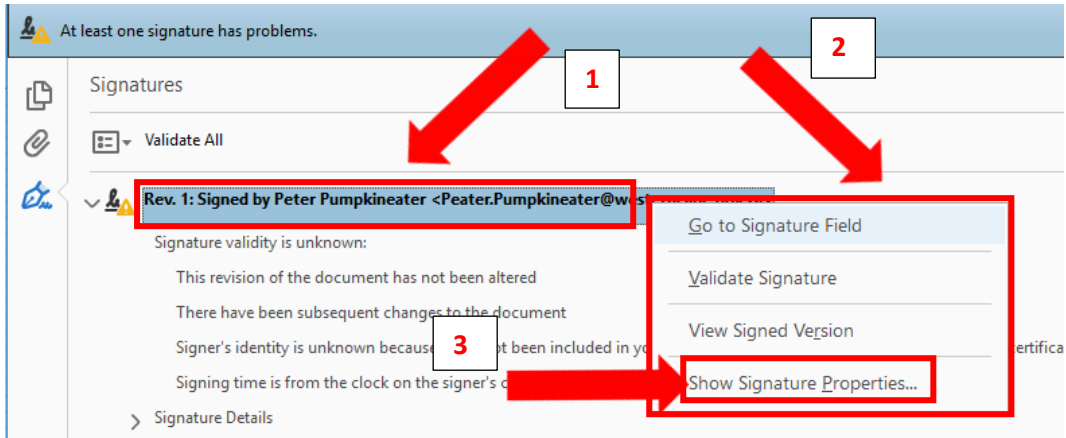 At least one signature has problems.
1
2
Signatures
Validate All
Rev. 1: Signed by Peter Pumpkineater <Peater.Pumpkineater@
Go to Signature Field
Signature validity is unknown:
Validate Signature
This revision of the document has not been altered
There have been subsequent changes to the document
View Signed Version
3
Signer's identity is unknown because been included in
Show Signature Properties...
Signing time is from the clock on the signer's
Signature Details